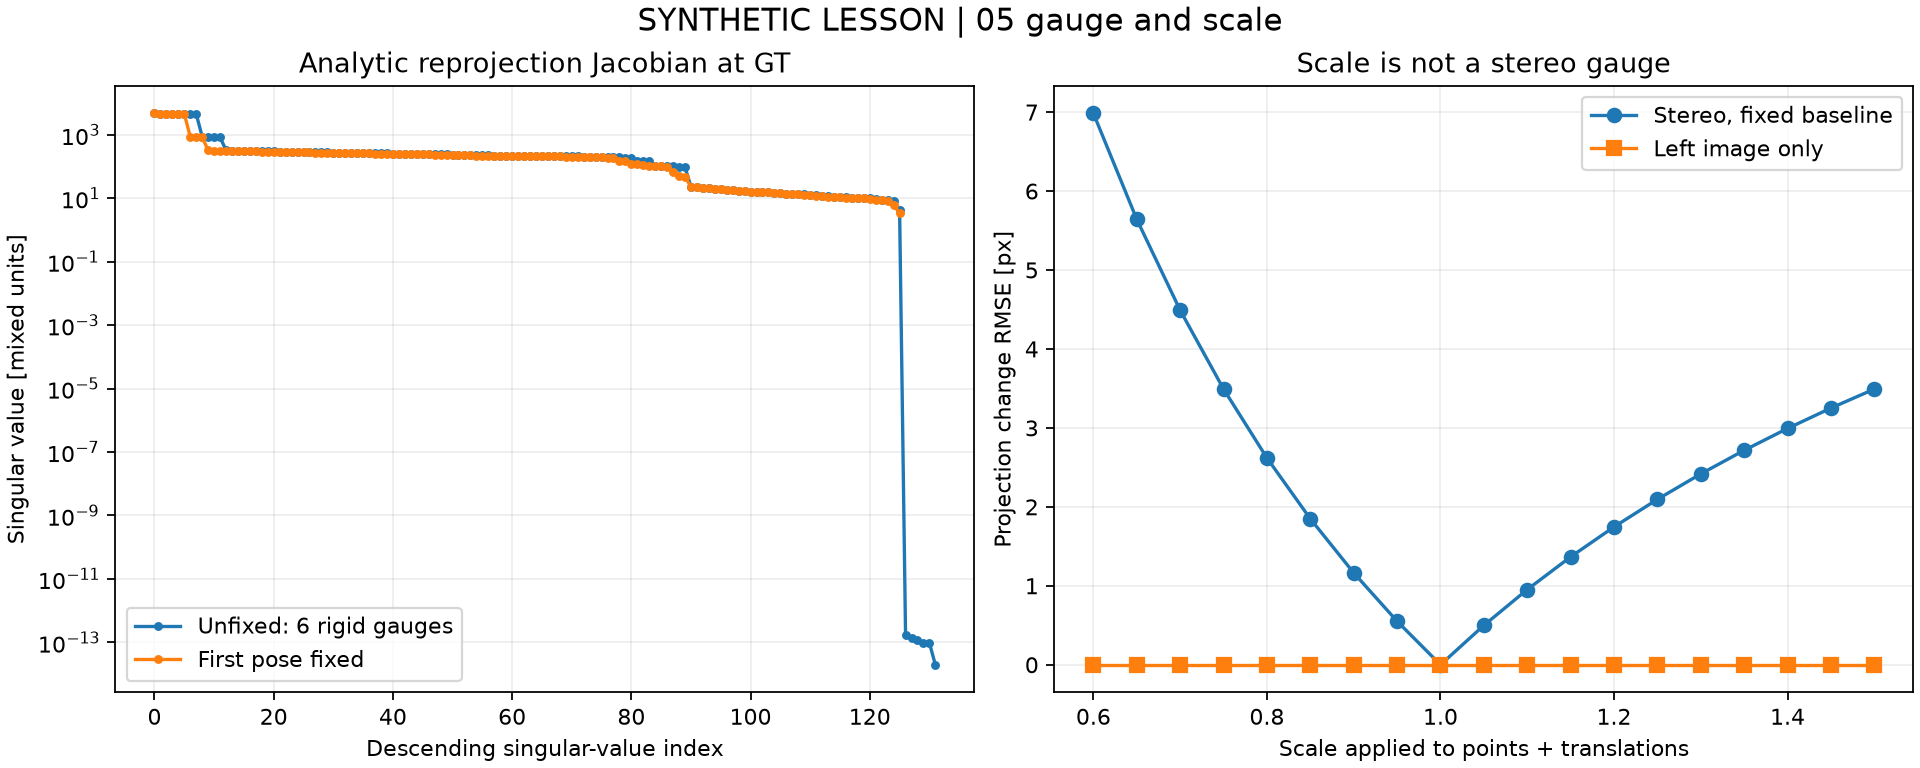 SYNTHETIC LESSON | 05 gauge and scale
Analytic reprojection Jacobian at GT
Singular value [mixed units]
10³
10¹
10⁻¹
10⁻³
10⁻⁵
10⁻⁷
10⁻⁹
10⁻¹¹
10⁻¹³
Unfixed: 6 rigid gauges
First pose fixed
0 20 40 60 80 100 120
Descending singular-value index
Scale is not a stereo gauge
Projection change RMSE [px]
7
6
5
4
3
2
1
0
Stereo, fixed baseline
Left image only
0.6 0.8 1.0 1.2 1.4
Scale applied to points + translations